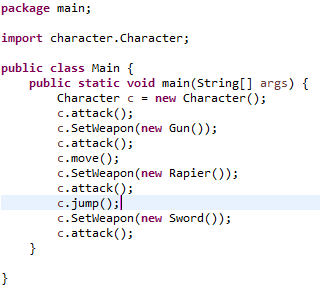 package main;
import character.Character;
public class Main {
public static void main(String[] args) {
Character c = new Character();
c.attack();
c.SetWeapon(new Gun());
c.attack();
c.move();
c.SetWeapon(new Rapier());
c.attack();
c.jump();
c.SetWeapon(new Sword());
c.attack();
}
}